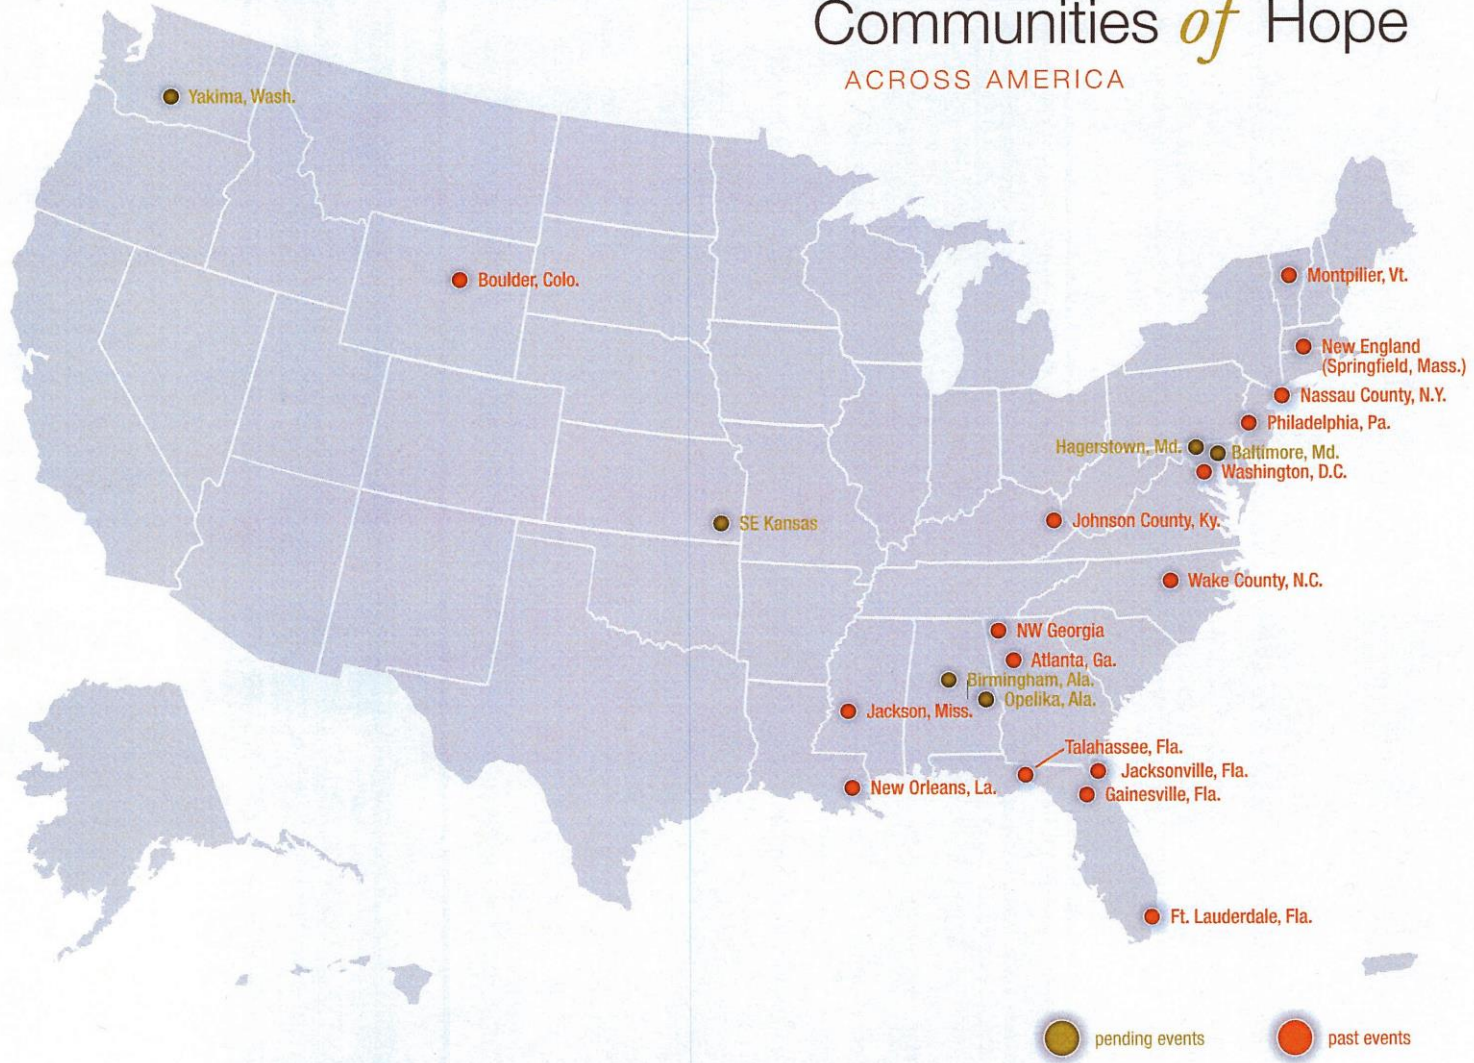 Communities of Hope
ACROSS AMERICA
Yakima, Wash.
Boulder, Colo.
Montpilier, Vt.
New England
(Springfield, Mass.)
Nassau County, N.Y.
Philadelphia, Pa.
Hagerstown, Md.
Baltimore, Md.
Washington, D.C.
SE Kansas
Johnson County, Ky.
Wake County, N.C.
NW Georgia
Atlanta, Ga.
Birmingham, Ala.
Opelika, Ala.
Jackson, Miss.
Talahassee, Fla.
Jacksonville, Fla.
New Orleans, La.
Gainesville, Fla.
Ft. Lauderdale, Fla.
pending events
past events